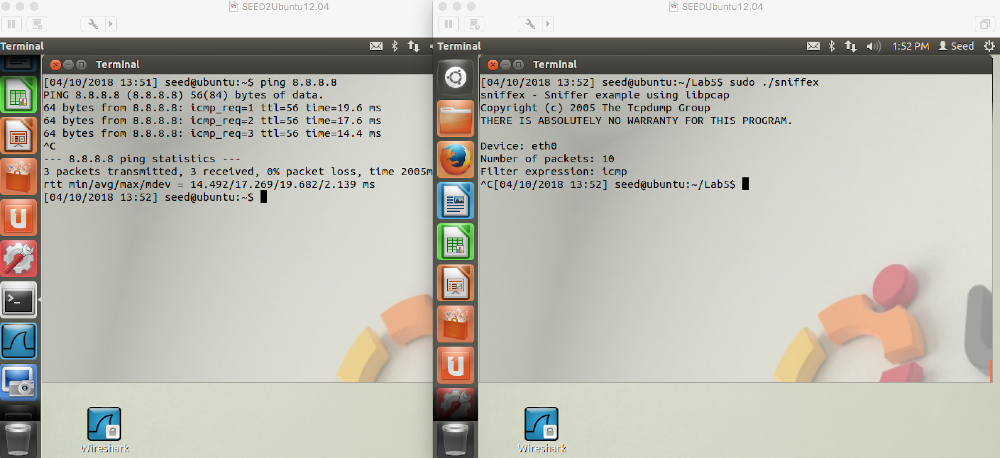 SEED2Ubuntu12.04
Terminal
Terminal
[04/10/2018 13:51] seed@ubuntu:~$ ping 8.8.8.8
PING 8.8.8.8 (8.8.8.8) 56(84) bytes of data.
64 bytes from 8.8.8.8: icmp_req=1 ttl=56 time=19.6 ms
64 bytes from 8.8.8.8: icmp_req=2 ttl=56 time=17.6 ms
64 bytes from 8.8.8.8: icmp_req=3 ttl=56 time=14.4 ms
^C
--- 8.8.8.8 ping statistics ---
3 packets transmitted, 3 received, 0% packet loss, time 2005m
rtt min/avg/max/mdev = 14.492/17.269/19.682/2.139 ms
[04/10/2018 13:52] seed@ubuntu:~$
Wireshark
SEEDUbuntu12.04
Terminal
1:52 PM Seed
Terminal
[04/10/2018 13:52] seed@ubuntu:~/Lab5$ sudo ./sniffex
sniffex - Sniffer example using libpcap
Copyright (c) 2005 The Tcpdump Group
THERE IS ABSOLUTELY NO WARRANTY FOR THIS PROGRAM.
Device: eth0
Number of packets: 10
Filter expression: icmp
^C[04/10/2018 13:52] seed@ubuntu:~/Lab5$
Wireshark